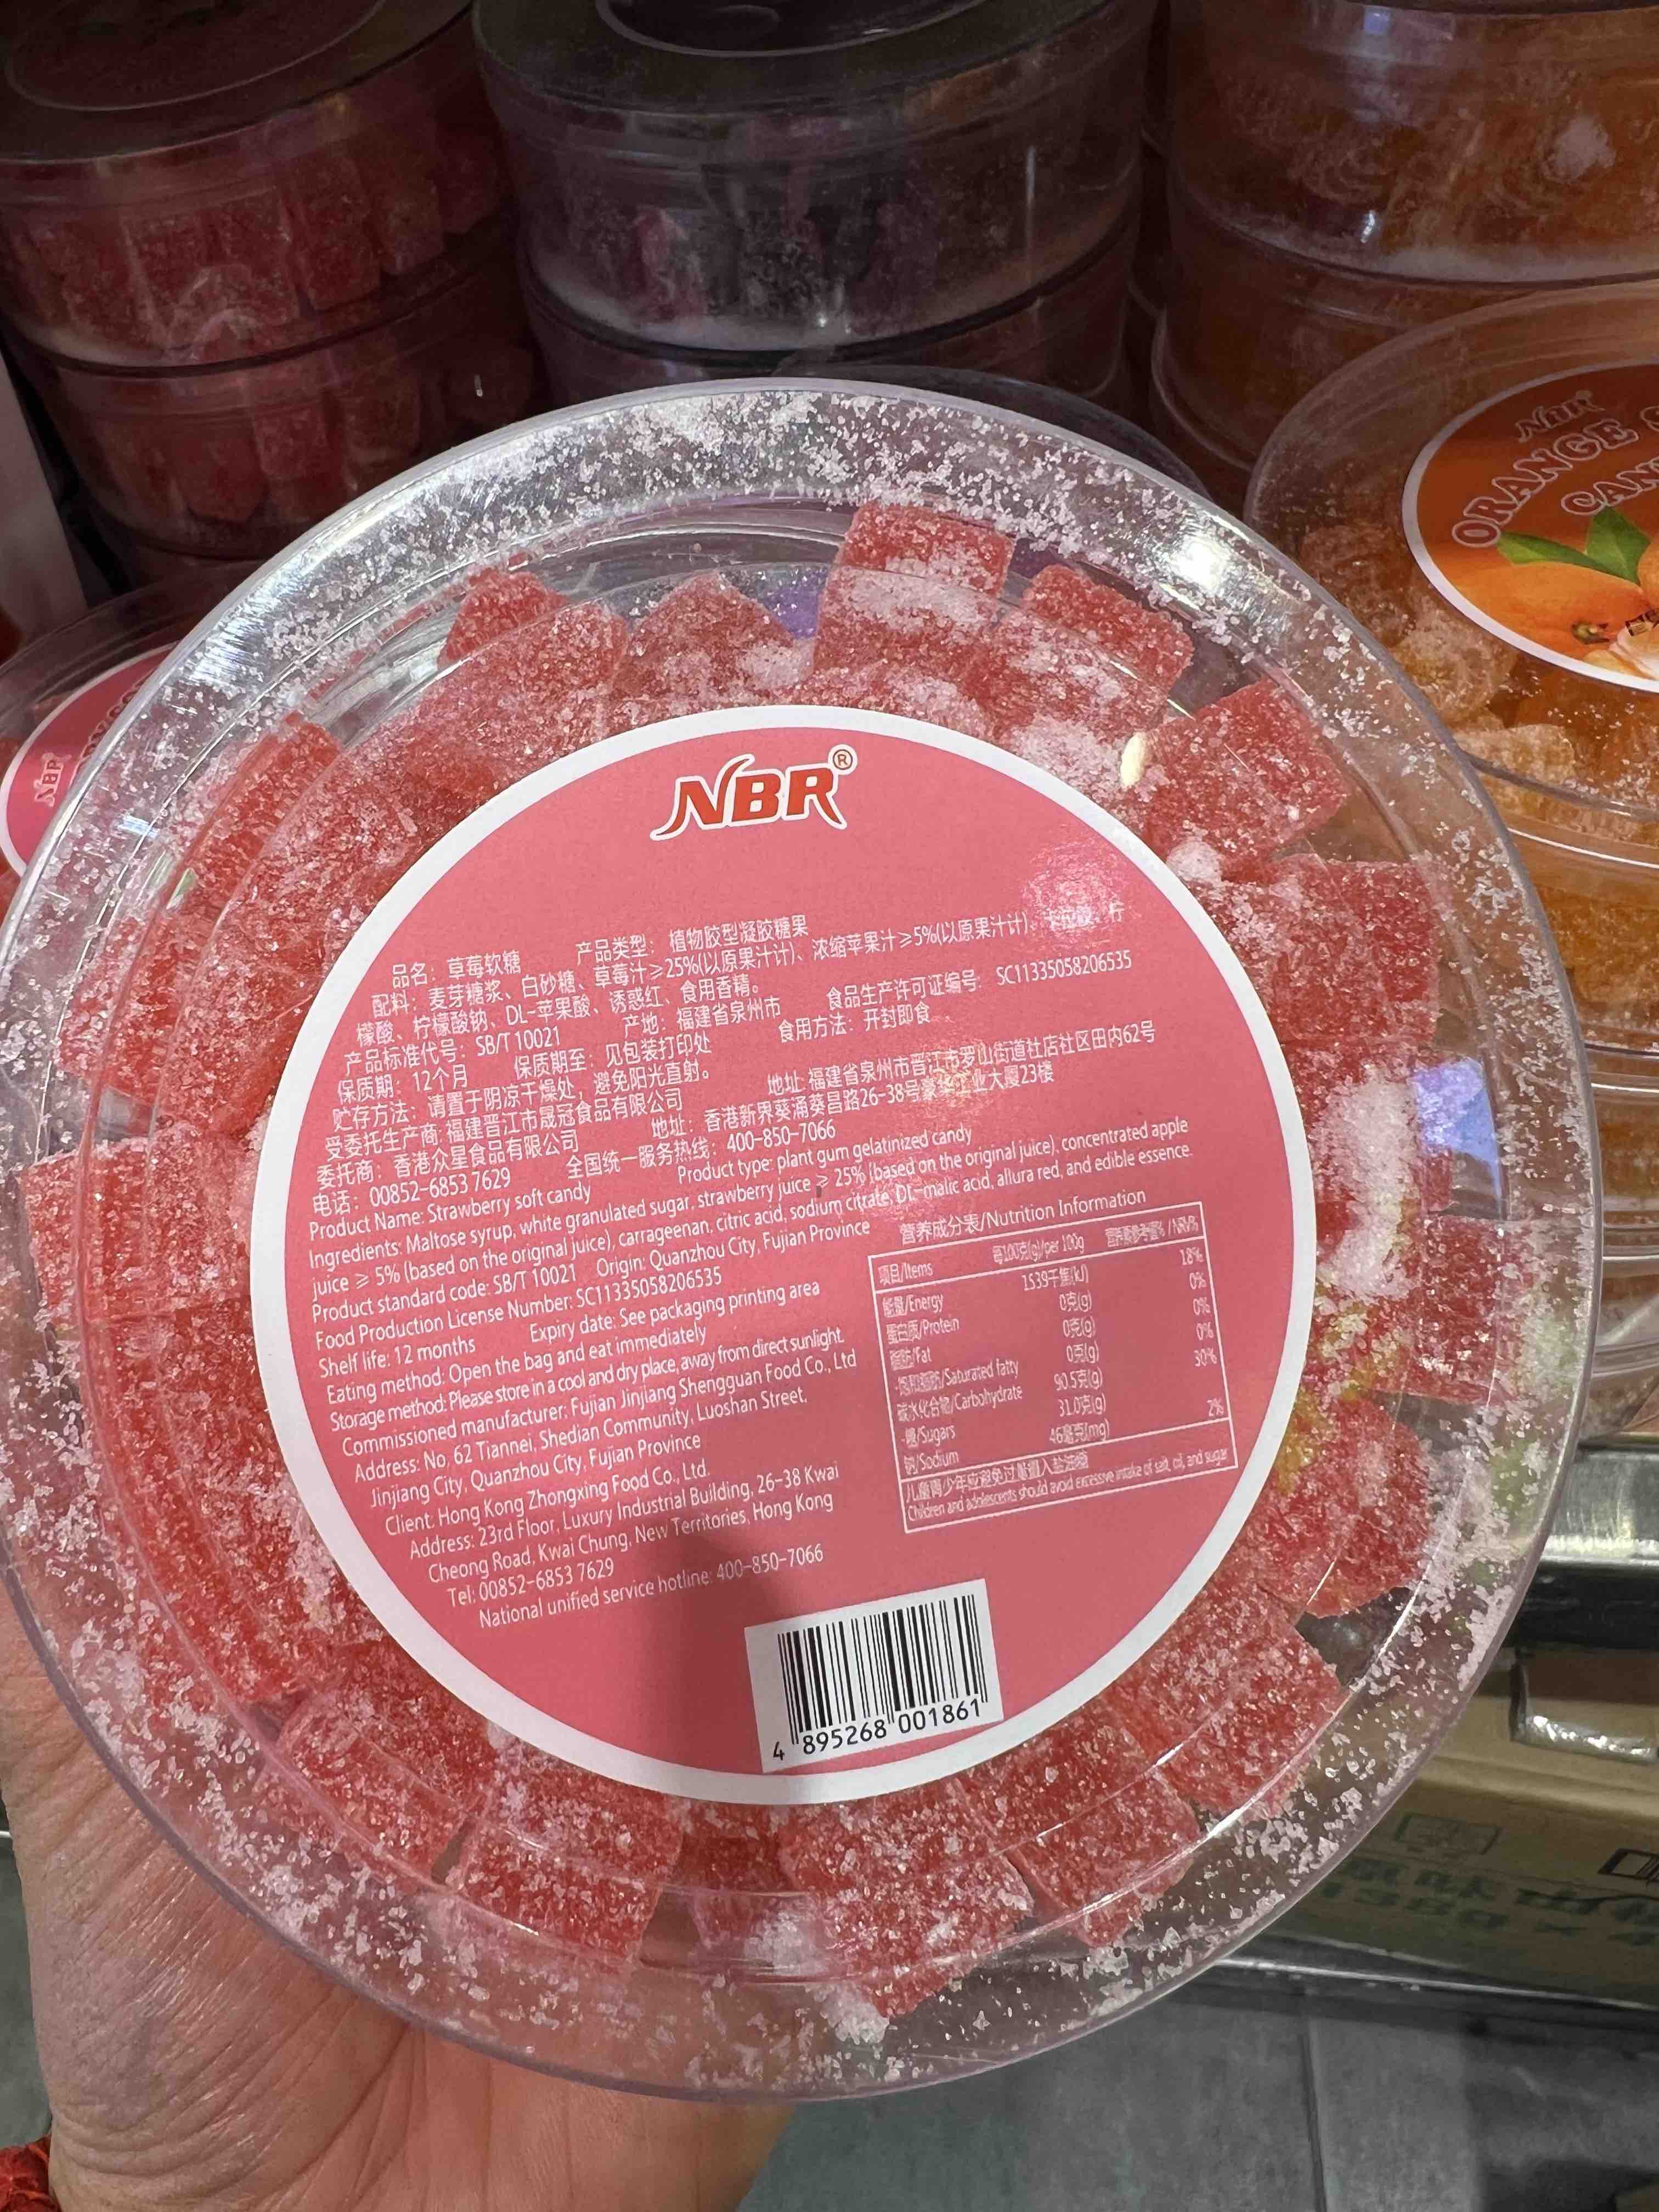 NBR®
品名：草莓软糖 产品类型：植物胶型凝胶糖果
配料：麦芽糖浆、白砂糖、草莓汁≥25%(以原果汁计)、浓缩苹果汁≥5%(以原果汁计)、
檬酸、柠檬酸钠、DL-苹果酸、诱惑红、食用香精。
产品标准代号：SB/T 10021 产地：福建省泉州市 食品生产许可证编号：SC11335058206535
保质期：12个月 保质期至：见包装打印处 食用方法：开封即食
贮存方法：请置于阴凉干燥处，避免阳光直射。
受委托生产商:福建晋江市晟冠食品有限公司 地址:福建省泉州市晋江市罗山街道社店社区田内62号
委托商：香港众星食品有限公司 地址：香港新界葵涌葵昌路26-38号豪华工业大厦23楼
电话：00852-6853 7629 全国统一服务热线：400-850-7066
Product Name: Strawberry soft candy Product type: plant gum gelatinized candy
Ingredients: Maltose syrup, white granulated sugar, strawberry juice ≥ 25% (based on the original juice), concentrated apple
juice ≥ 5% (based on the original juice), carrageenan, citric acid, sodium citrate, DL-malic acid, allura red, and edible essence.
Product standard code: SB/T 10021 Origin: Quanzhou City, Fujian Province
Food Production License Number: SC11335058206535
Shelf life: 12 months Expiry date: See packaging printing area
Eating method: Open the bag and eat immediately
Storage method: Please store in a cool and dry place, away from direct sunlight.
Commissioned manufacturer: Fujian Jinjiang Shengguan Food Co., Ltd
Address: No. 62 Tiannei, Shedian Community, Luoshan Street,
Jinjiang City, Quanzhou City, Fujian Province
Client: Hong Kong Zhongxing Food Co., Ltd.
Address: 23rd Floor, Luxury Industrial Building, 26-38 Kwai
Cheong Road, Kwai Chung, New Territories, Hong Kong
Tel: 00852-6853 7629
National unified service hotline: 400-850-7066
营养成分表/Nutrition Information
项目/Items 每100克(g)/per 100g 营养素参考值% /NRV%
能量/Energy 1539千焦(kJ) 18%
蛋白质/Protein 0克(g) 0%
脂肪/Fat 0克(g) 0%
-饱和脂肪/Saturated fatty 0克(g) 0%
碳水化合物/Carbohydrate 90.5克(g) 30%
-糖/Sugars 31.0克(g)
钠/Sodium 46毫克(mg) 2%
儿童青少年应避免过量摄入盐油糖
Children and adolescents should avoid excessive intake of salt, oil, and sugar
4 895268 001861
NBR
ORANGE
NBR